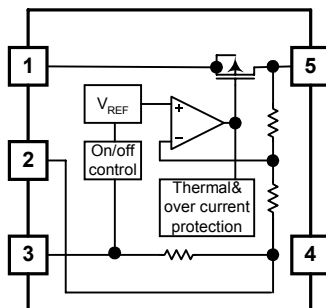 1
5
VREF
+
−
2
On/off
control
Thermal&
over current
protection
3
4